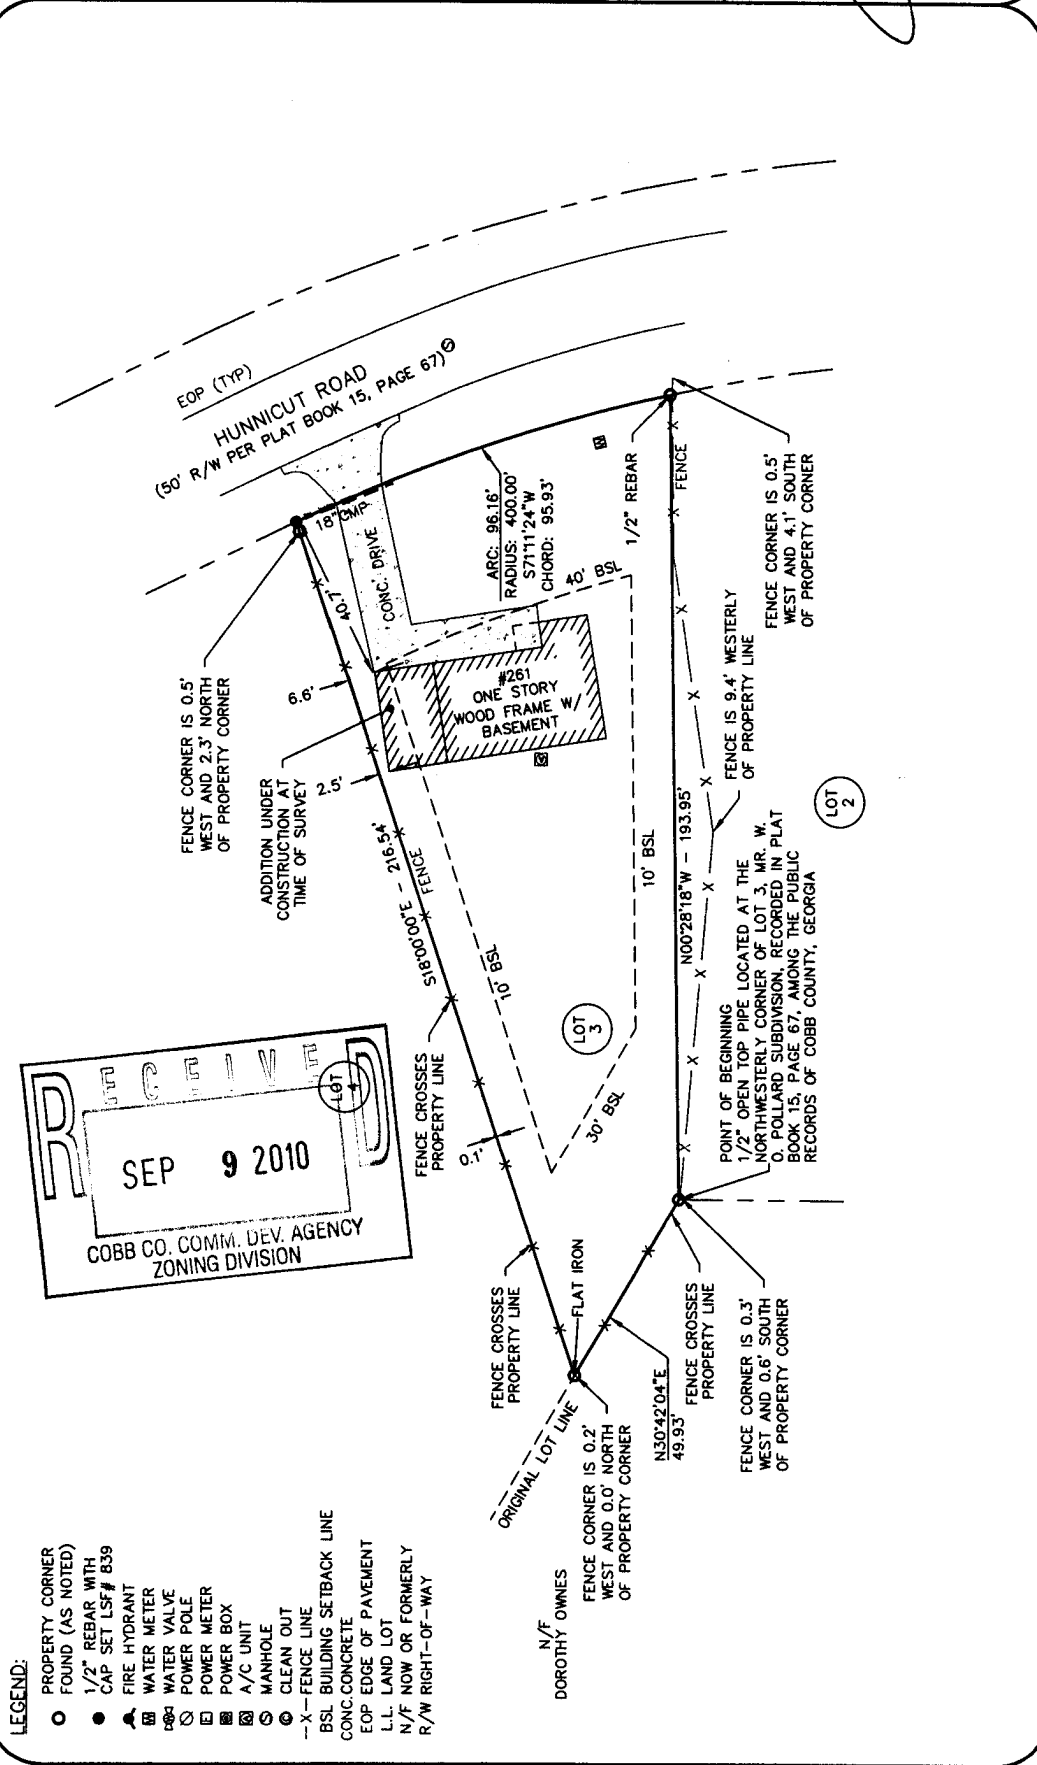 LEGEND:
PROPERTY CORNER
FOUND (AS NOTED)
1/2" REBAR WITH
CAP SET LSF# 839
FIRE HYDRANT
WATER METER
WATER VALVE
POWER POLE
POWER METER
POWER BOX
A/C UNIT
MANHOLE
CLEAN OUT
--X--FENCE LINE
BSL BUILDING SETBACK LINE
CONC.CONCRETE
EOP EDGE OF PAVEMENT
L.L. LAND LOT
N/F NOW OR FORMERLY
R/W RIGHT-OF-WAY
RECEIVED
SEP 9 2010
COBB CO. COMM. DEV. AGENCY
ZONING DIVISION
LOT
4
FENCE CORNER IS 0.5'
WEST AND 2.3' NORTH
OF PROPERTY CORNER
ADDITION UNDER
CONSTRUCTION AT
TIME OF SURVEY
EOP (TYP)
HUNNICUT ROAD
(50' R/W PER PLAT BOOK 15, PAGE 67)
18"CMP
CONC. DRIVE
40.7'
6.6'
2.5'
S18°00'00"E - 216.54'
FENCE
10' BSL
FENCE CROSSES
PROPERTY LINE
0.1'
FENCE CROSSES
PROPERTY LINE
FLAT IRON
ORIGINAL LOT LINE
N/F
DOROTHY OWNES
FENCE CORNER IS 0.2'
WEST AND 0.0' NORTH
OF PROPERTY CORNER
N30°42'04"E
49.93'
FENCE CROSSES
PROPERTY LINE
FENCE CORNER IS 0.3'
WEST AND 0.6' SOUTH
OF PROPERTY CORNER
30' BSL
LOT
3
#261
ONE STORY
WOOD FRAME W/
BASEMENT
ARC: 96.16'
RADIUS: 400.00'
S71°11'24"W
CHORD: 95.93'
40' BSL
1/2" REBAR
FENCE
10' BSL
N00°28'18"W - 193.95'
FENCE IS 9.4' WESTERLY
OF PROPERTY LINE
FENCE CORNER IS 0.5'
WEST AND 4.1' SOUTH
OF PROPERTY CORNER
POINT OF BEGINNING
1/2" OPEN TOP PIPE LOCATED AT THE
NORTHWESTERLY CORNER OF LOT 3, MR. W.
O. POLLARD SUBDIVISION, RECORDED IN PLAT
BOOK 15, PAGE 67, AMONG THE PUBLIC
RECORDS OF COBB COUNTY, GEORGIA
LOT
2